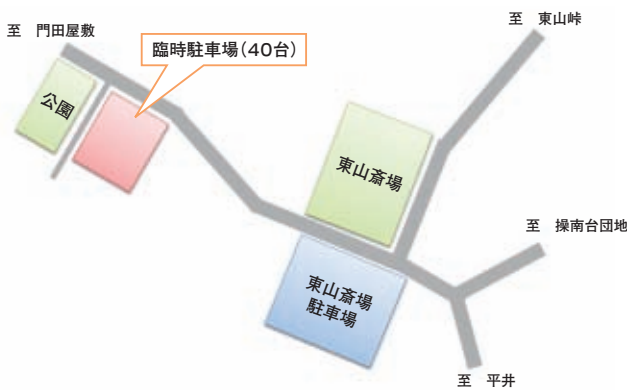 至　東山峠
至　門田屋敷
臨時駐車場(40台)
公園
東山斎場
至　操南台団地
東山斎場
駐車場
至　平井